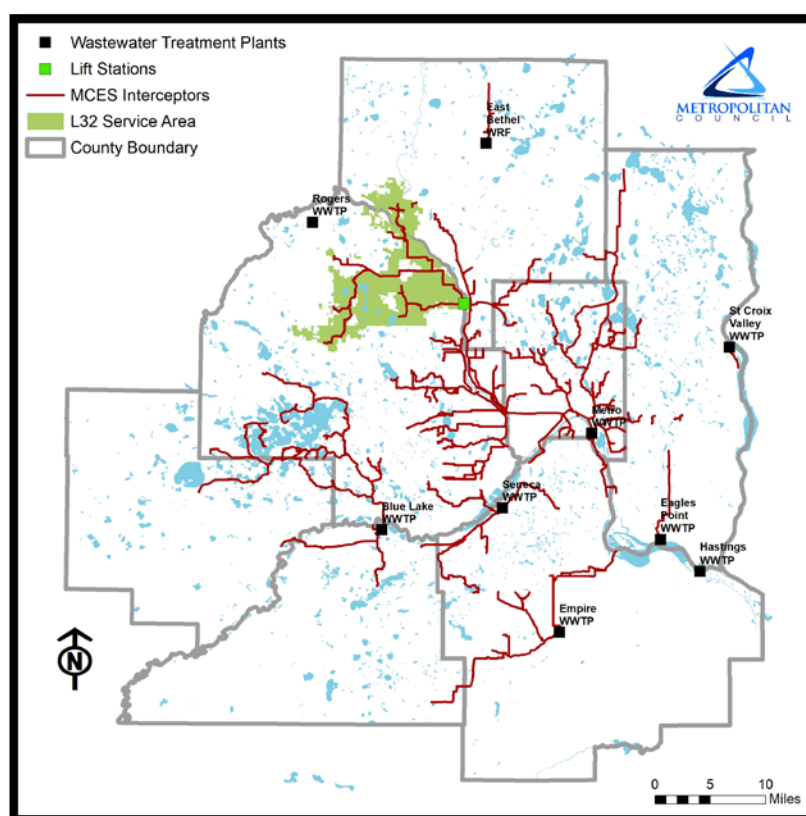 Wastewater Treatment Plants
Lift Stations
MCES Interceptors
L32 Service Area
County Boundary
METROPOLITAN
COUNCIL
East
Bethel
WRF
Rogers
WWTP
St Croix
Valley
WWTP
Metro
WWTP
Seneca
WWTP
Blue Lake
WWTP
Eagles
Point
WWTP
Hastings
WWTP
Empire
WWTP
N
0 5 10
Miles